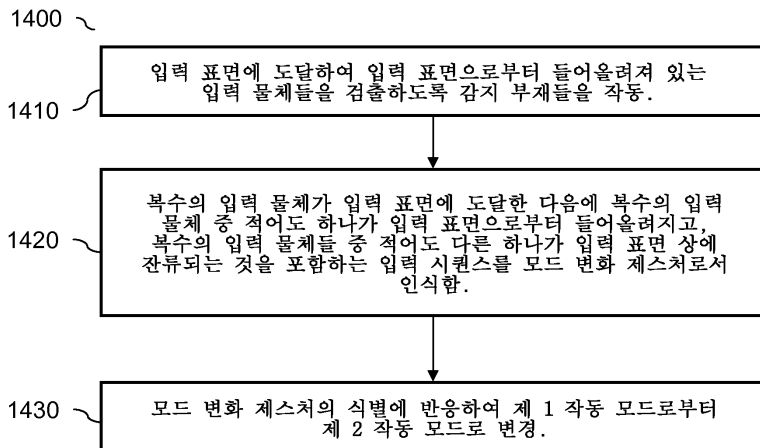 1400
입력 표면에 도달하여 입력 표면으로부터 들어올려져 있는
입력 물체들을 검출하도록 감지 부재들을 작동.
1410
복수의 입력 물체가 입력 표면에 도달한 다음에 복수의 입력
물체 중 적어도 하나가 입력 표면으로부터 들어올려지고,
복수의 입력 물체들 중 적어도 다른 하나가 입력 표면 상에
잔류되는 것을 포함하는 입력 시퀀스를 모드 변화 제스처로서
인식함.
1420
모드 변화 제스처의 식별에 반응하여 제 1 작동 모드로부터
제 2 작동 모드로 변경.
1430